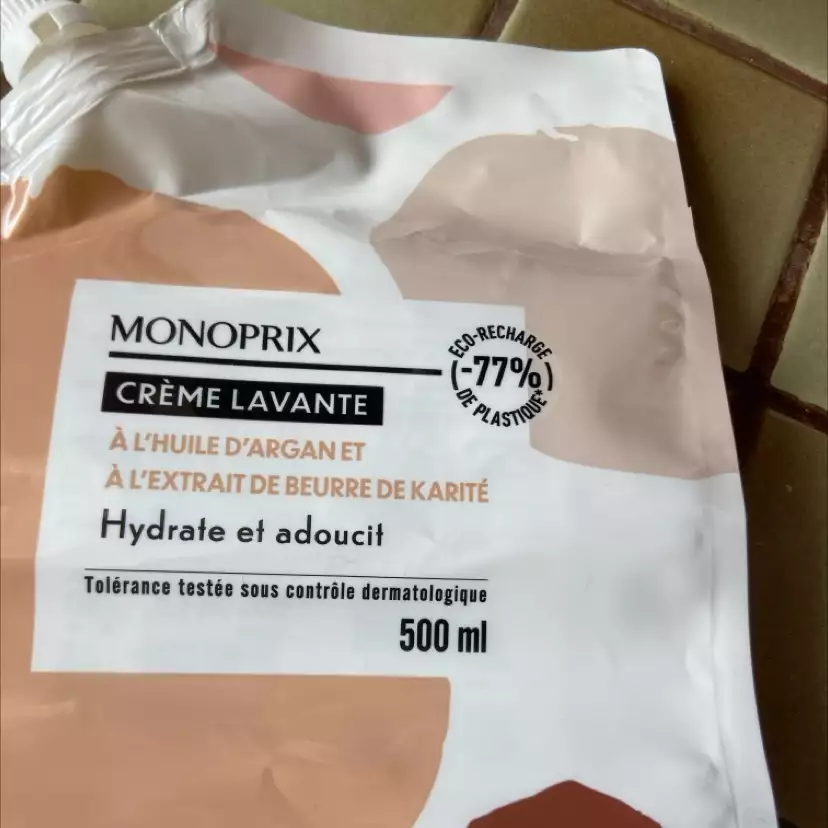 MONOPRIX
CRÈME LAVANTE
À L'HUILE D'ARGAN ET
À L'EXTRAIT DE BEURRE DE KARITÉ
Hydrate et adoucit
Tolérance testée sous contrôle dermatologique
500 ml
ECO-RECHARGE
(-77%)
DE PLASTIQUE*